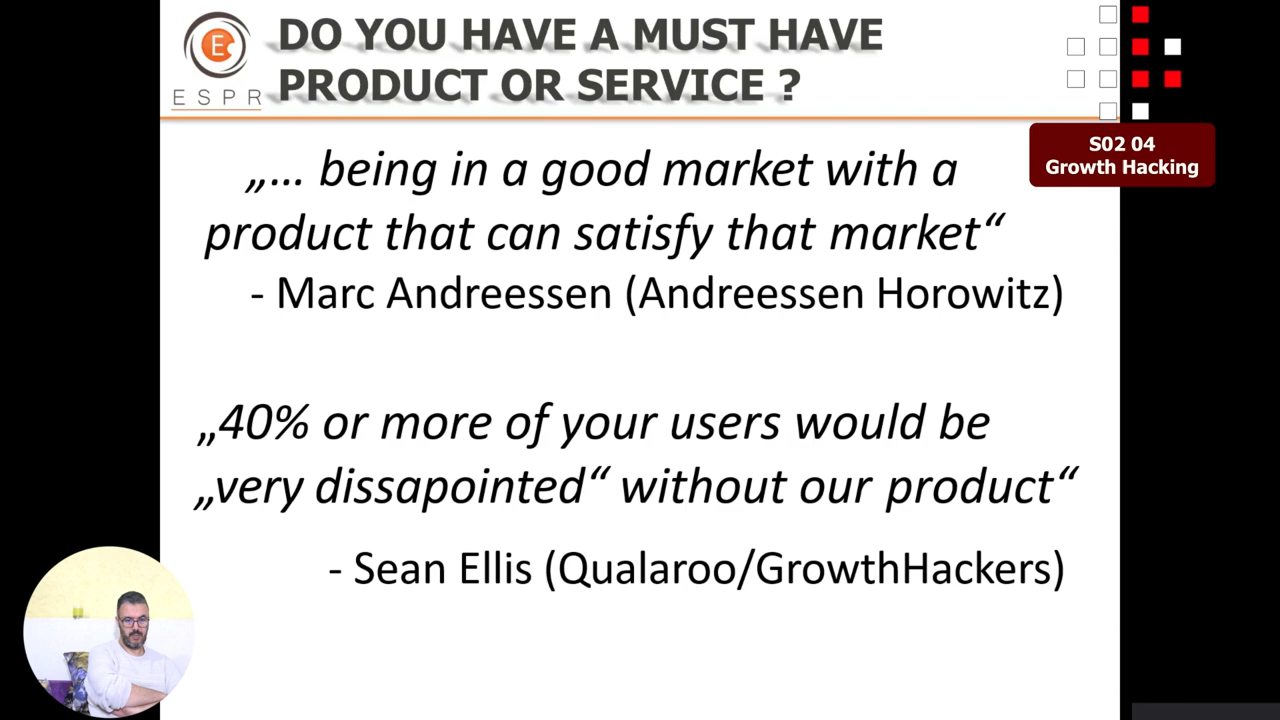 E
E S P R
DO YOU HAVE A MUST HAVE
PRODUCT OR SERVICE ?
S02 04
Growth Hacking
„… being in a good market with a
product that can satisfy that market“
- Marc Andreessen (Andreessen Horowitz)
„40% or more of your users would be
„very dissapointed“ without our product“
- Sean Ellis (Qualaroo/GrowthHackers)